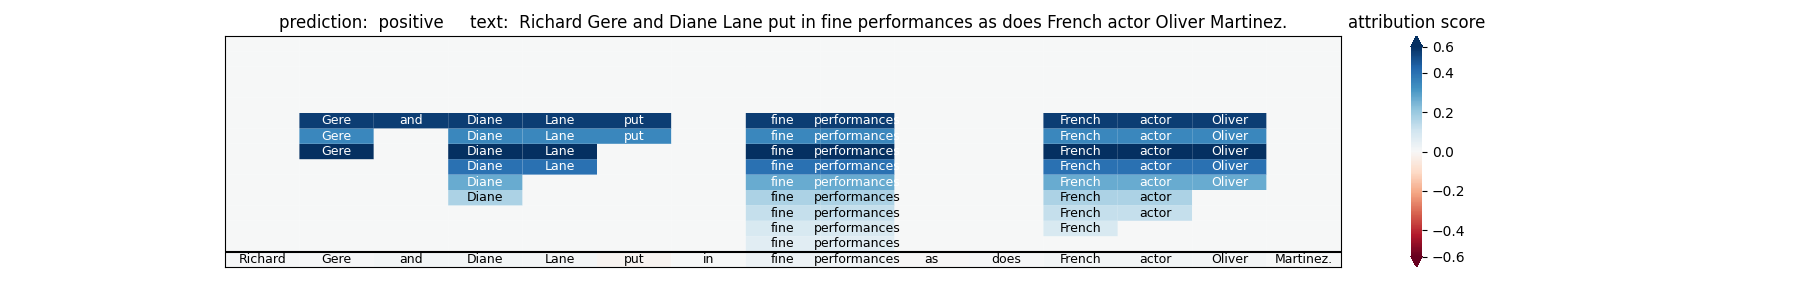 prediction:  positive     text:  Richard Gere and Diane Lane put in fine performances as does French actor Oliver Martinez.     attribution score
0.6
Gere and Diane Lane put fine performances French actor Oliver
0.4
Gere Diane Lane put fine performances French actor Oliver
Gere Diane Lane fine performances French actor Oliver
Diane Lane fine performances French actor Oliver
0.2
Diane fine performances French actor Oliver
0.0
Diane fine performances French actor
fine performances French actor
−0.2
fine performances French
−0.4
fine performances
−0.6
Richard Gere and Diane Lane put in fine performances as does French actor Oliver Martinez.